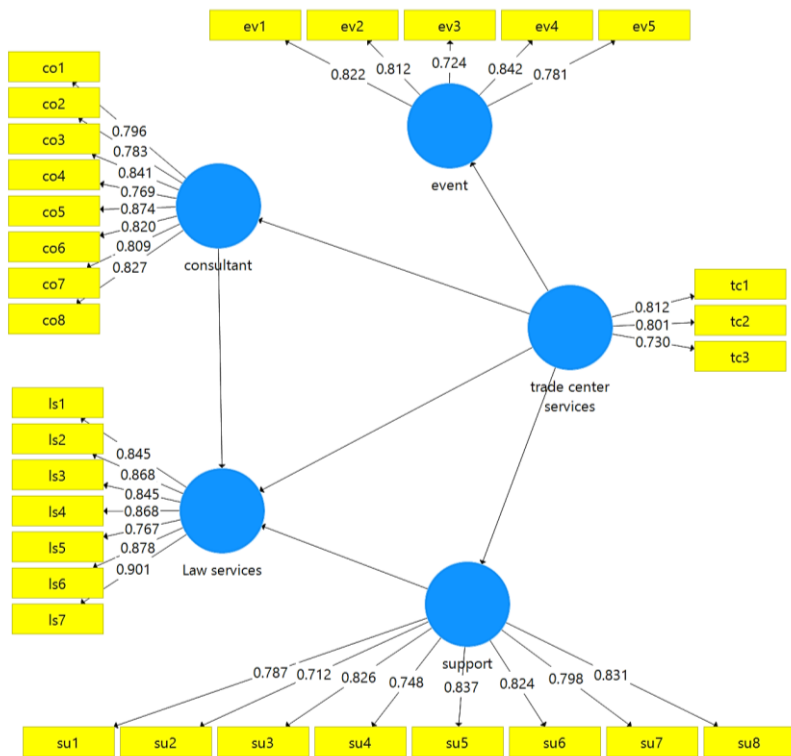 ev1
ev2
ev3
ev4
ev5
0.822
0.812
0.724
0.842
0.781
event
co1
co2
co3
co4
co5
co6
co7
co8
0.796
0.783
0.841
0.769
0.874
0.820
0.809
0.827
consultant
tc1
tc2
tc3
0.812
0.801
0.730
trade center
services
ls1
ls2
ls3
ls4
ls5
ls6
ls7
0.845
0.868
0.845
0.868
0.767
0.878
0.901
Law services
support
0.787
0.712
0.826
0.748
0.837
0.824
0.798
0.831
su1
su2
su3
su4
su5
su6
su7
su8